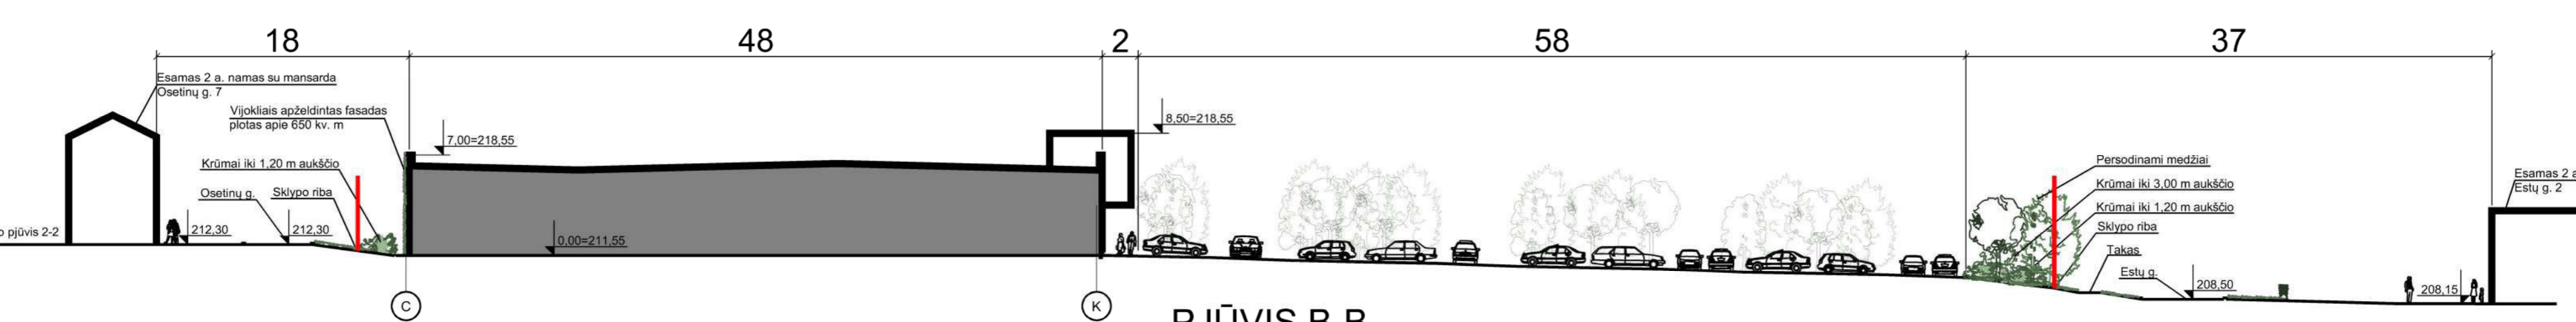 18
48
2
58
37
Esamas 2 a. namas su mansarda
Osetinų g. 7
Vijokliais apželdintas fasadas
plotas apie 650 kv. m
7,00=218,55
8,50=218,55
Krūmai iki 1,20 m aukščio
Osetinų g.
Sklypo riba
Persodinami medžiai
Krūmai iki 3,00 m aukščio
Krūmai iki 1,20 m aukščio
Sklypo riba
Takas
Estų g.
Esamas 2 a
Estų g. 2
o pjūvis 2-2
212,30
212,30
0,00=211,55
208,50
208,15
C
K
PJŪVIS B-B